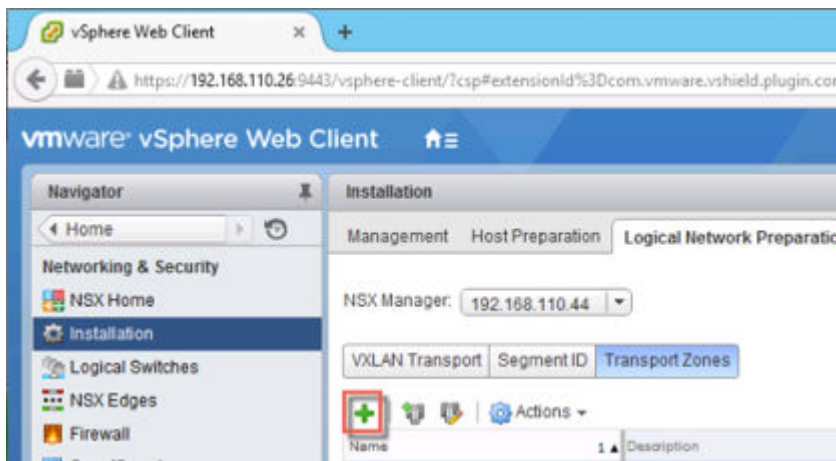 vSphere Web Client
https://192.168.110.26:9443/vsphere-client/?csp#extensionId%3Dcom.vmware.vshield.plugin.co
vmware® vSphere Web Client
Navigator
Installation
Home
Management Host Preparation Logical Network Preparatio
Networking & Security
NSX Home
NSX Manager: 192.168.110.44
Installation
Logical Switches
VXLAN Transport Segment ID Transport Zones
NSX Edges
Actions
Firewall
Name 1 Description